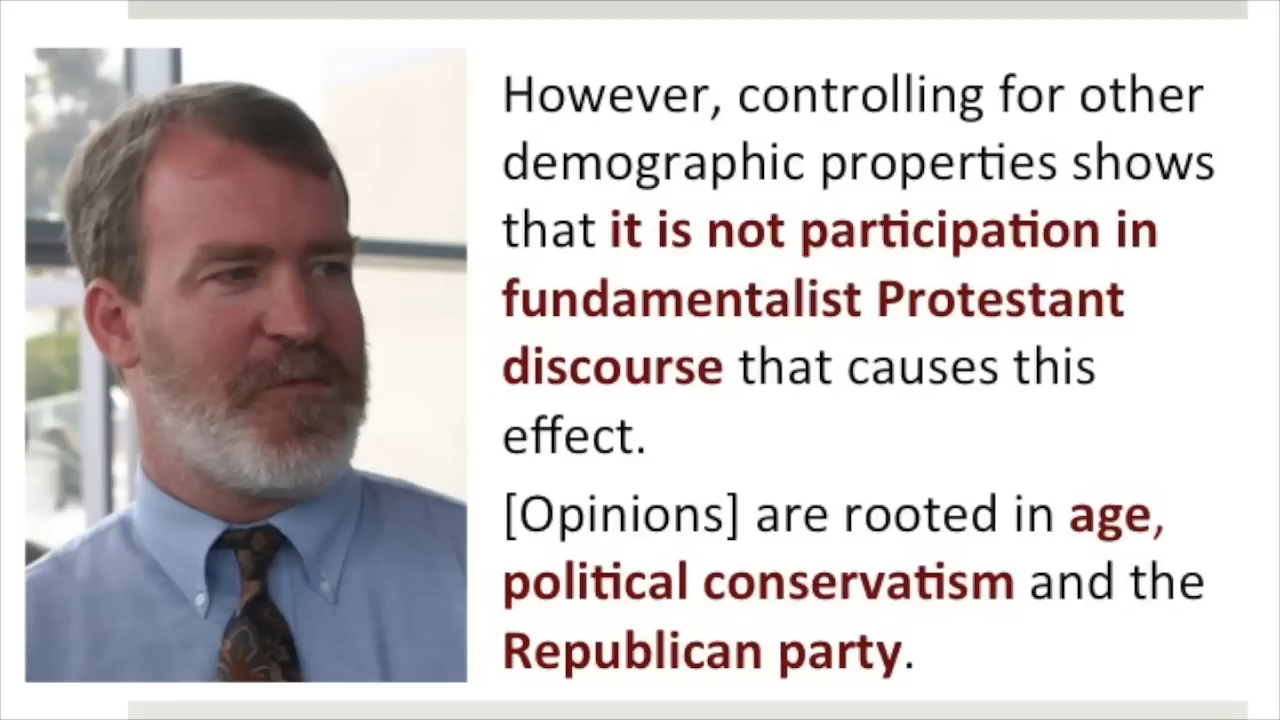 However, controlling for other
demographic properties shows
that it is not participation in
fundamentalist Protestant
discourse that causes this
effect.
[Opinions] are rooted in age,
political conservatism and the
Republican party.